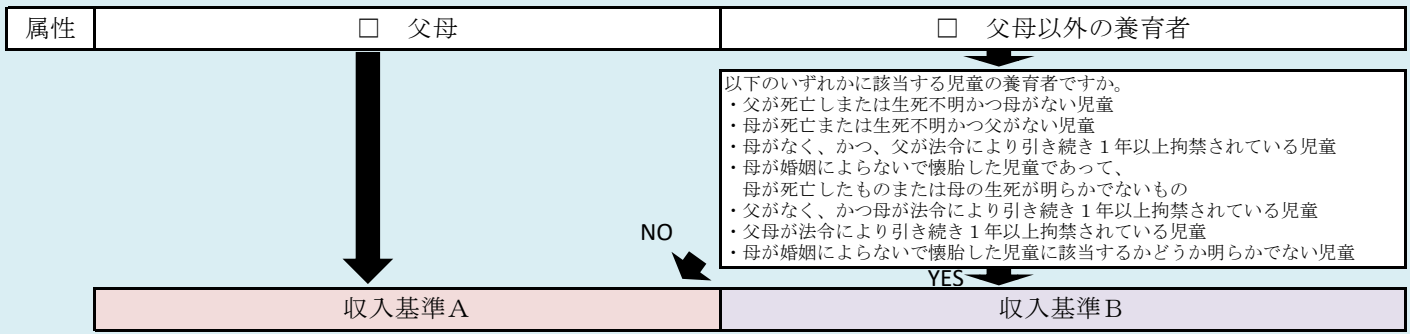 属性
□ 父母
□ 父母以外の養育者
以下のいずれかに該当する児童の養育者ですか。
・父が死亡しまたは生死不明かつ母がない児童
・母が死亡または生死不明かつ父がない児童
・母がなく、かつ、父が法令により引き続き１年以上拘禁されている児童
・母が婚姻によらないで懐胎した児童であって、
母が死亡したものまたは母の生死が明らかでないもの
・父がなく、かつ母が法令により引き続き１年以上拘禁されている児童
・父母が法令により引き続き１年以上拘禁されている児童
・母が婚姻によらないで懐胎した児童に該当するかどうか明らかでない児童
NO
YES
収入基準Ａ
収入基準Ｂ